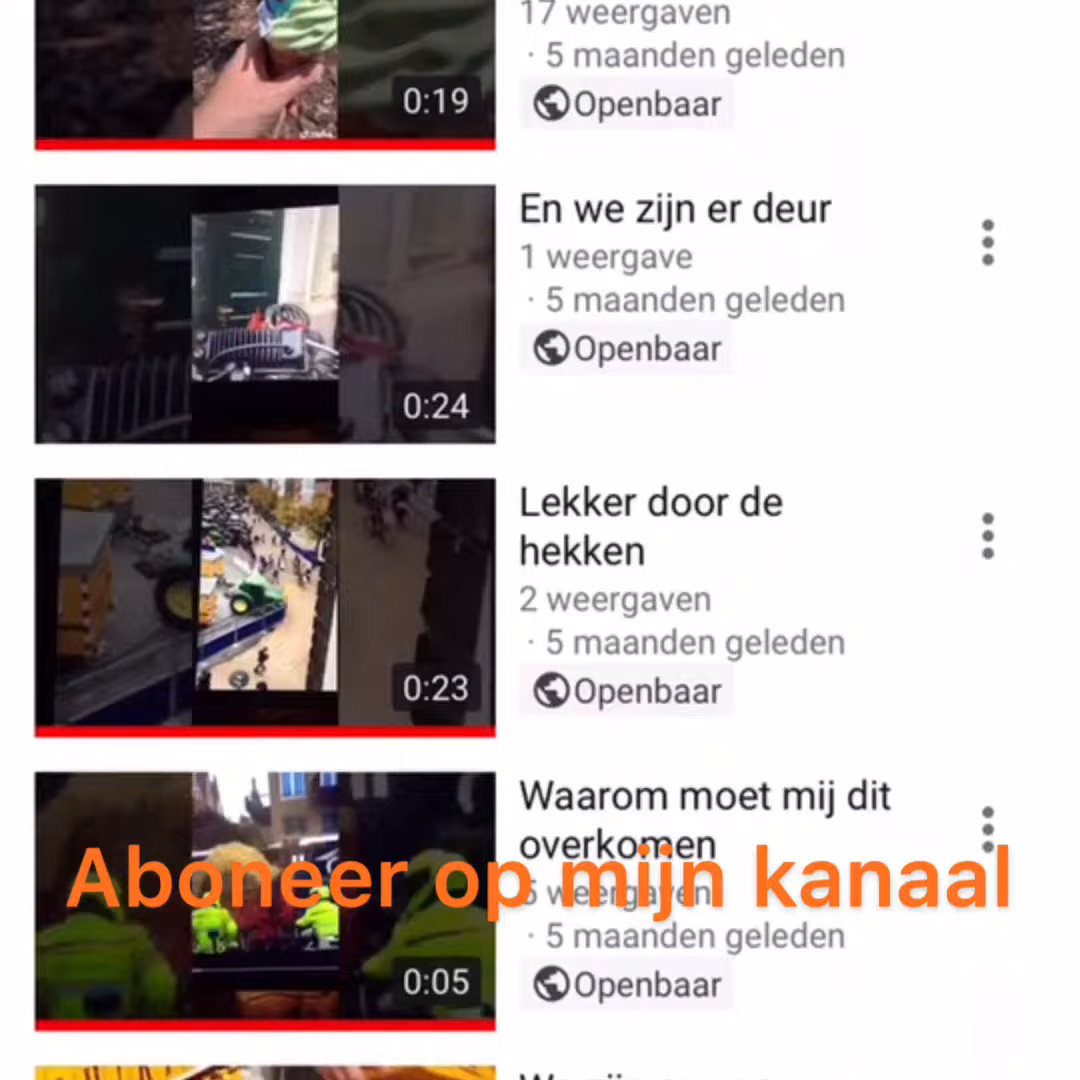 17 weergaven
· 5 maanden geleden
Openbaar
0:19
En we zijn er deur
1 weergave
· 5 maanden geleden
Openbaar
0:24
Lekker door de
hekken
2 weergaven
· 5 maanden geleden
Openbaar
0:23
Waarom moet mij dit
overkomen
weergaven
Aboneer op mijn kanaal
· 5 maanden geleden
Openbaar
0:05